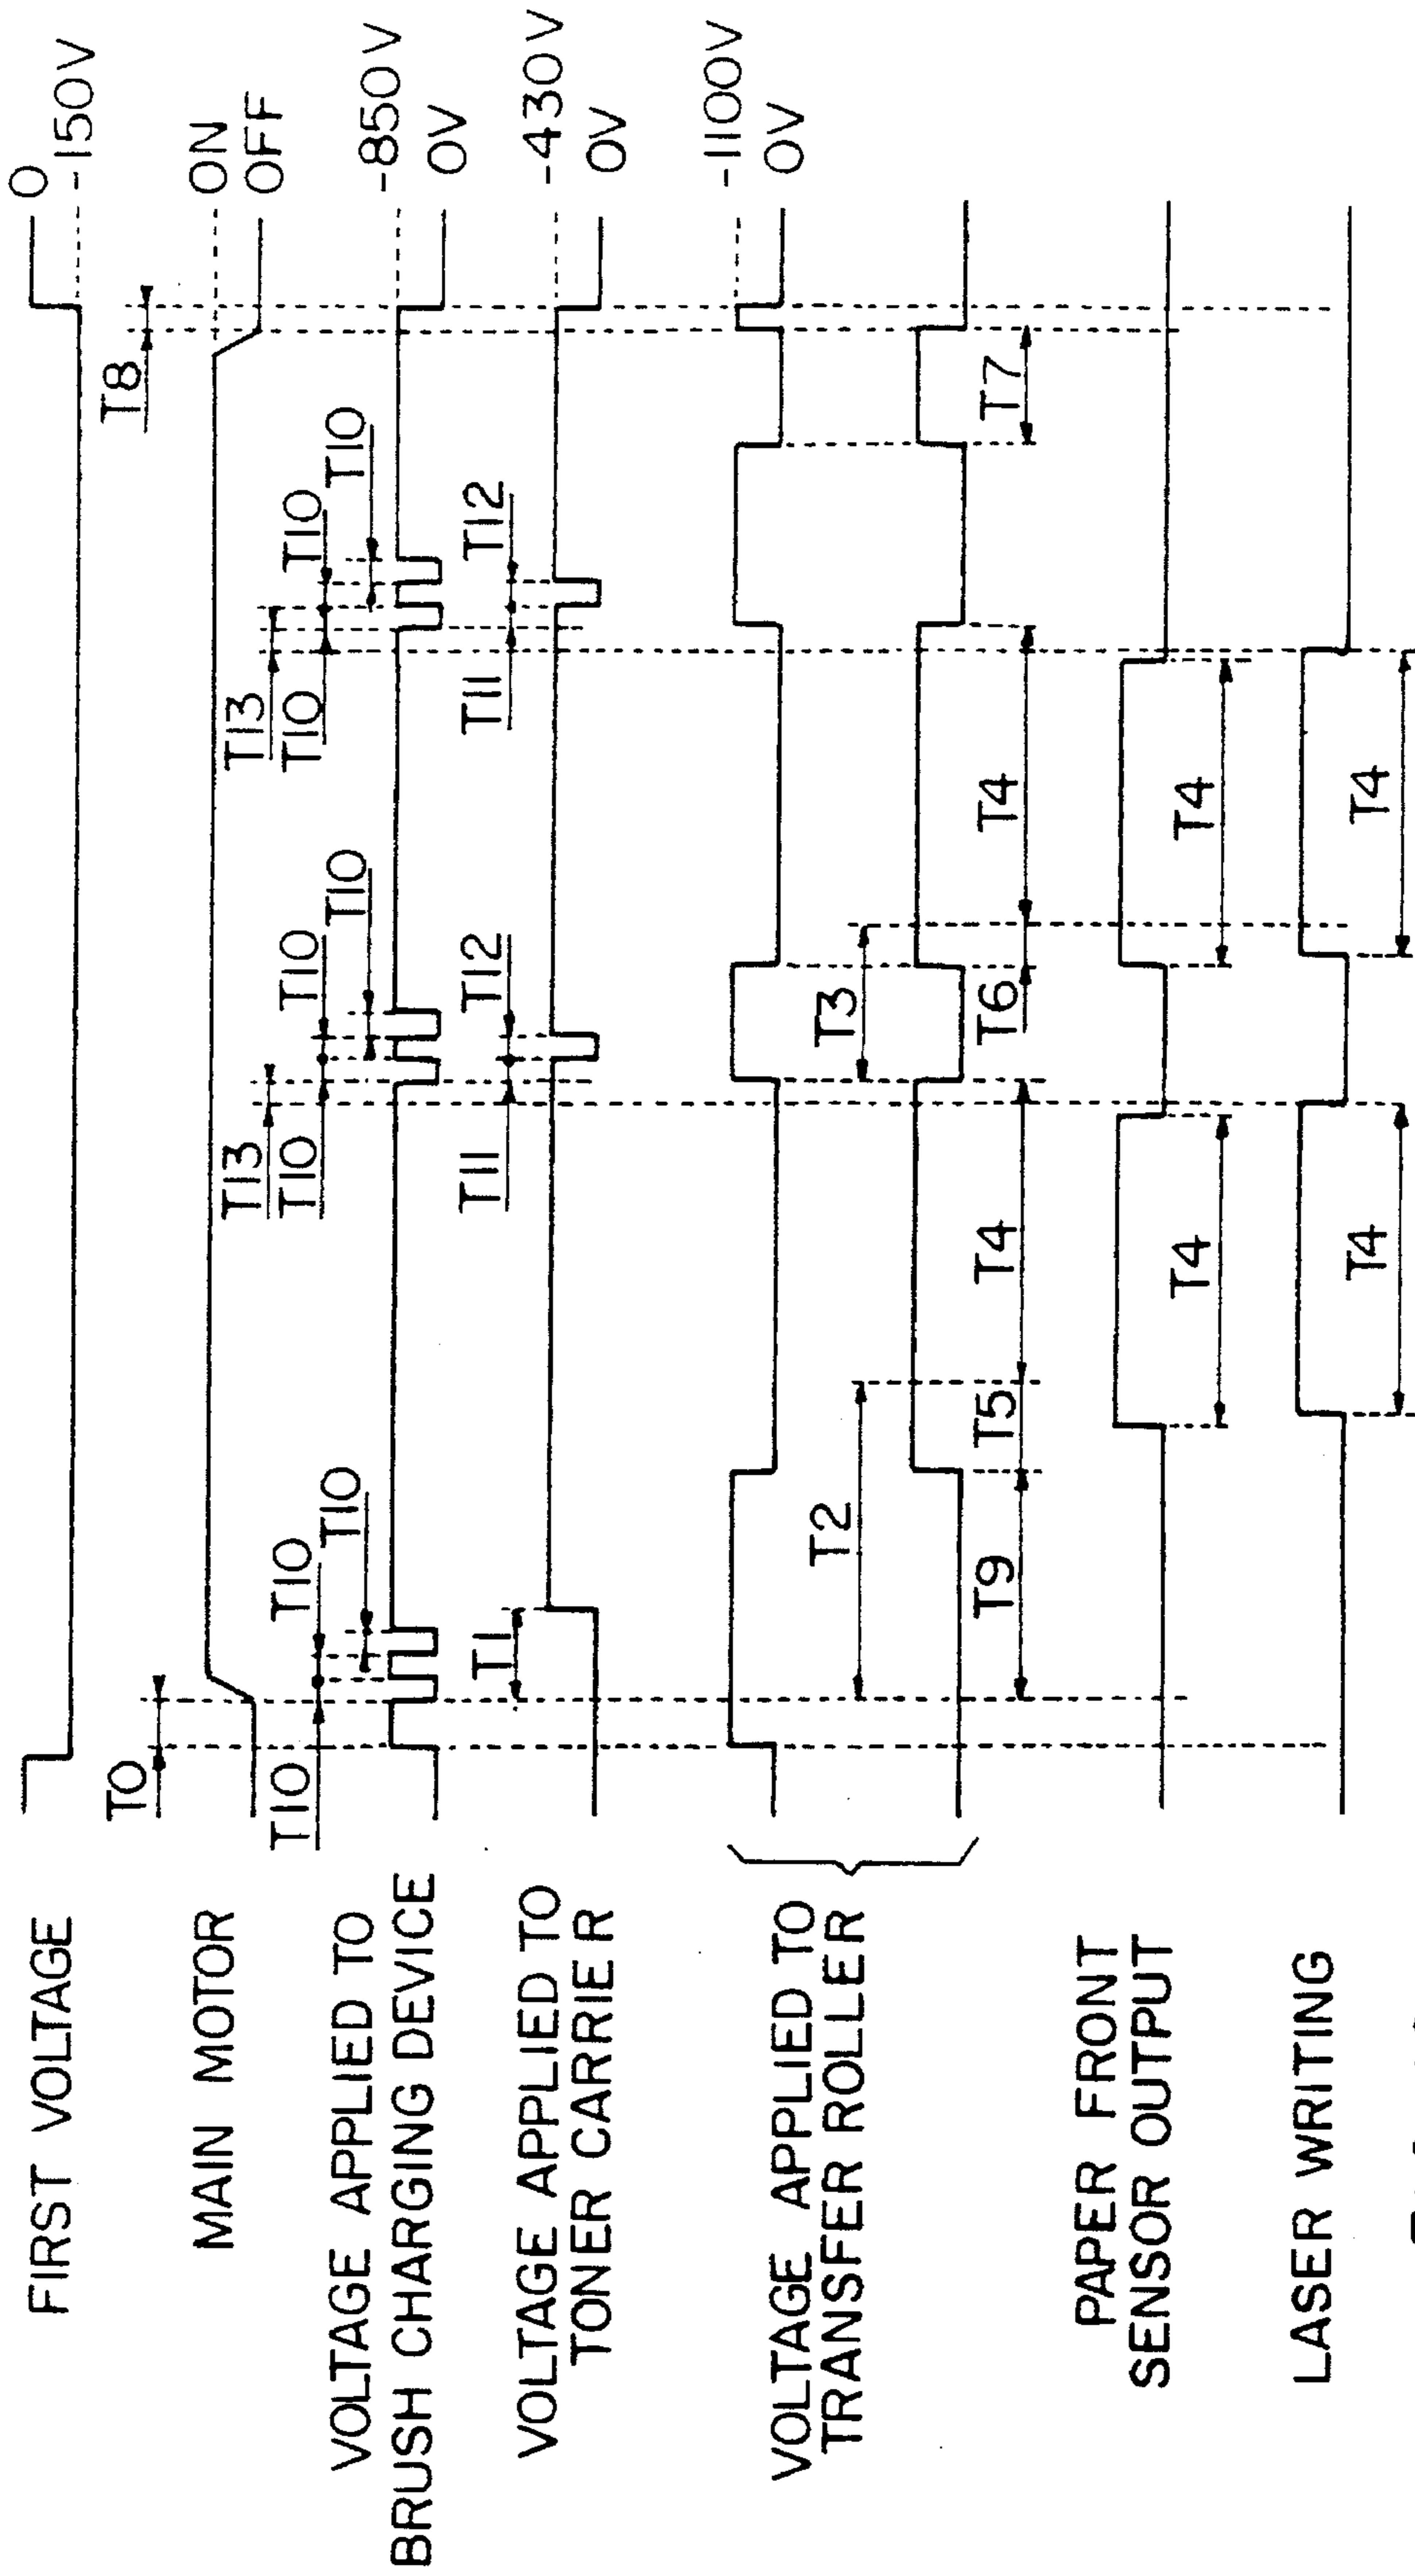 FIRST VOLTAGE
0
-150V
T0
T8
MAIN MOTOR
ON
OFF
T10
T10
T10
T13
T10
T10
T10
T13
T10
T10
T10
VOLTAGE APPLIED TO
BRUSH CHARGING DEVICE
-850V
0V
T1
T11
T12
T11
T12
VOLTAGE APPLIED TO
TONER CARRIER
-430V
0V
VOLTAGE APPLIED TO
TRANSFER ROLLER
-1100V
0V
T2
T3
T9
T5
T4
T6
T4
T7
PAPER FRONT
SENSOR OUTPUT
T4
T4
LASER WRITING
T4
T4